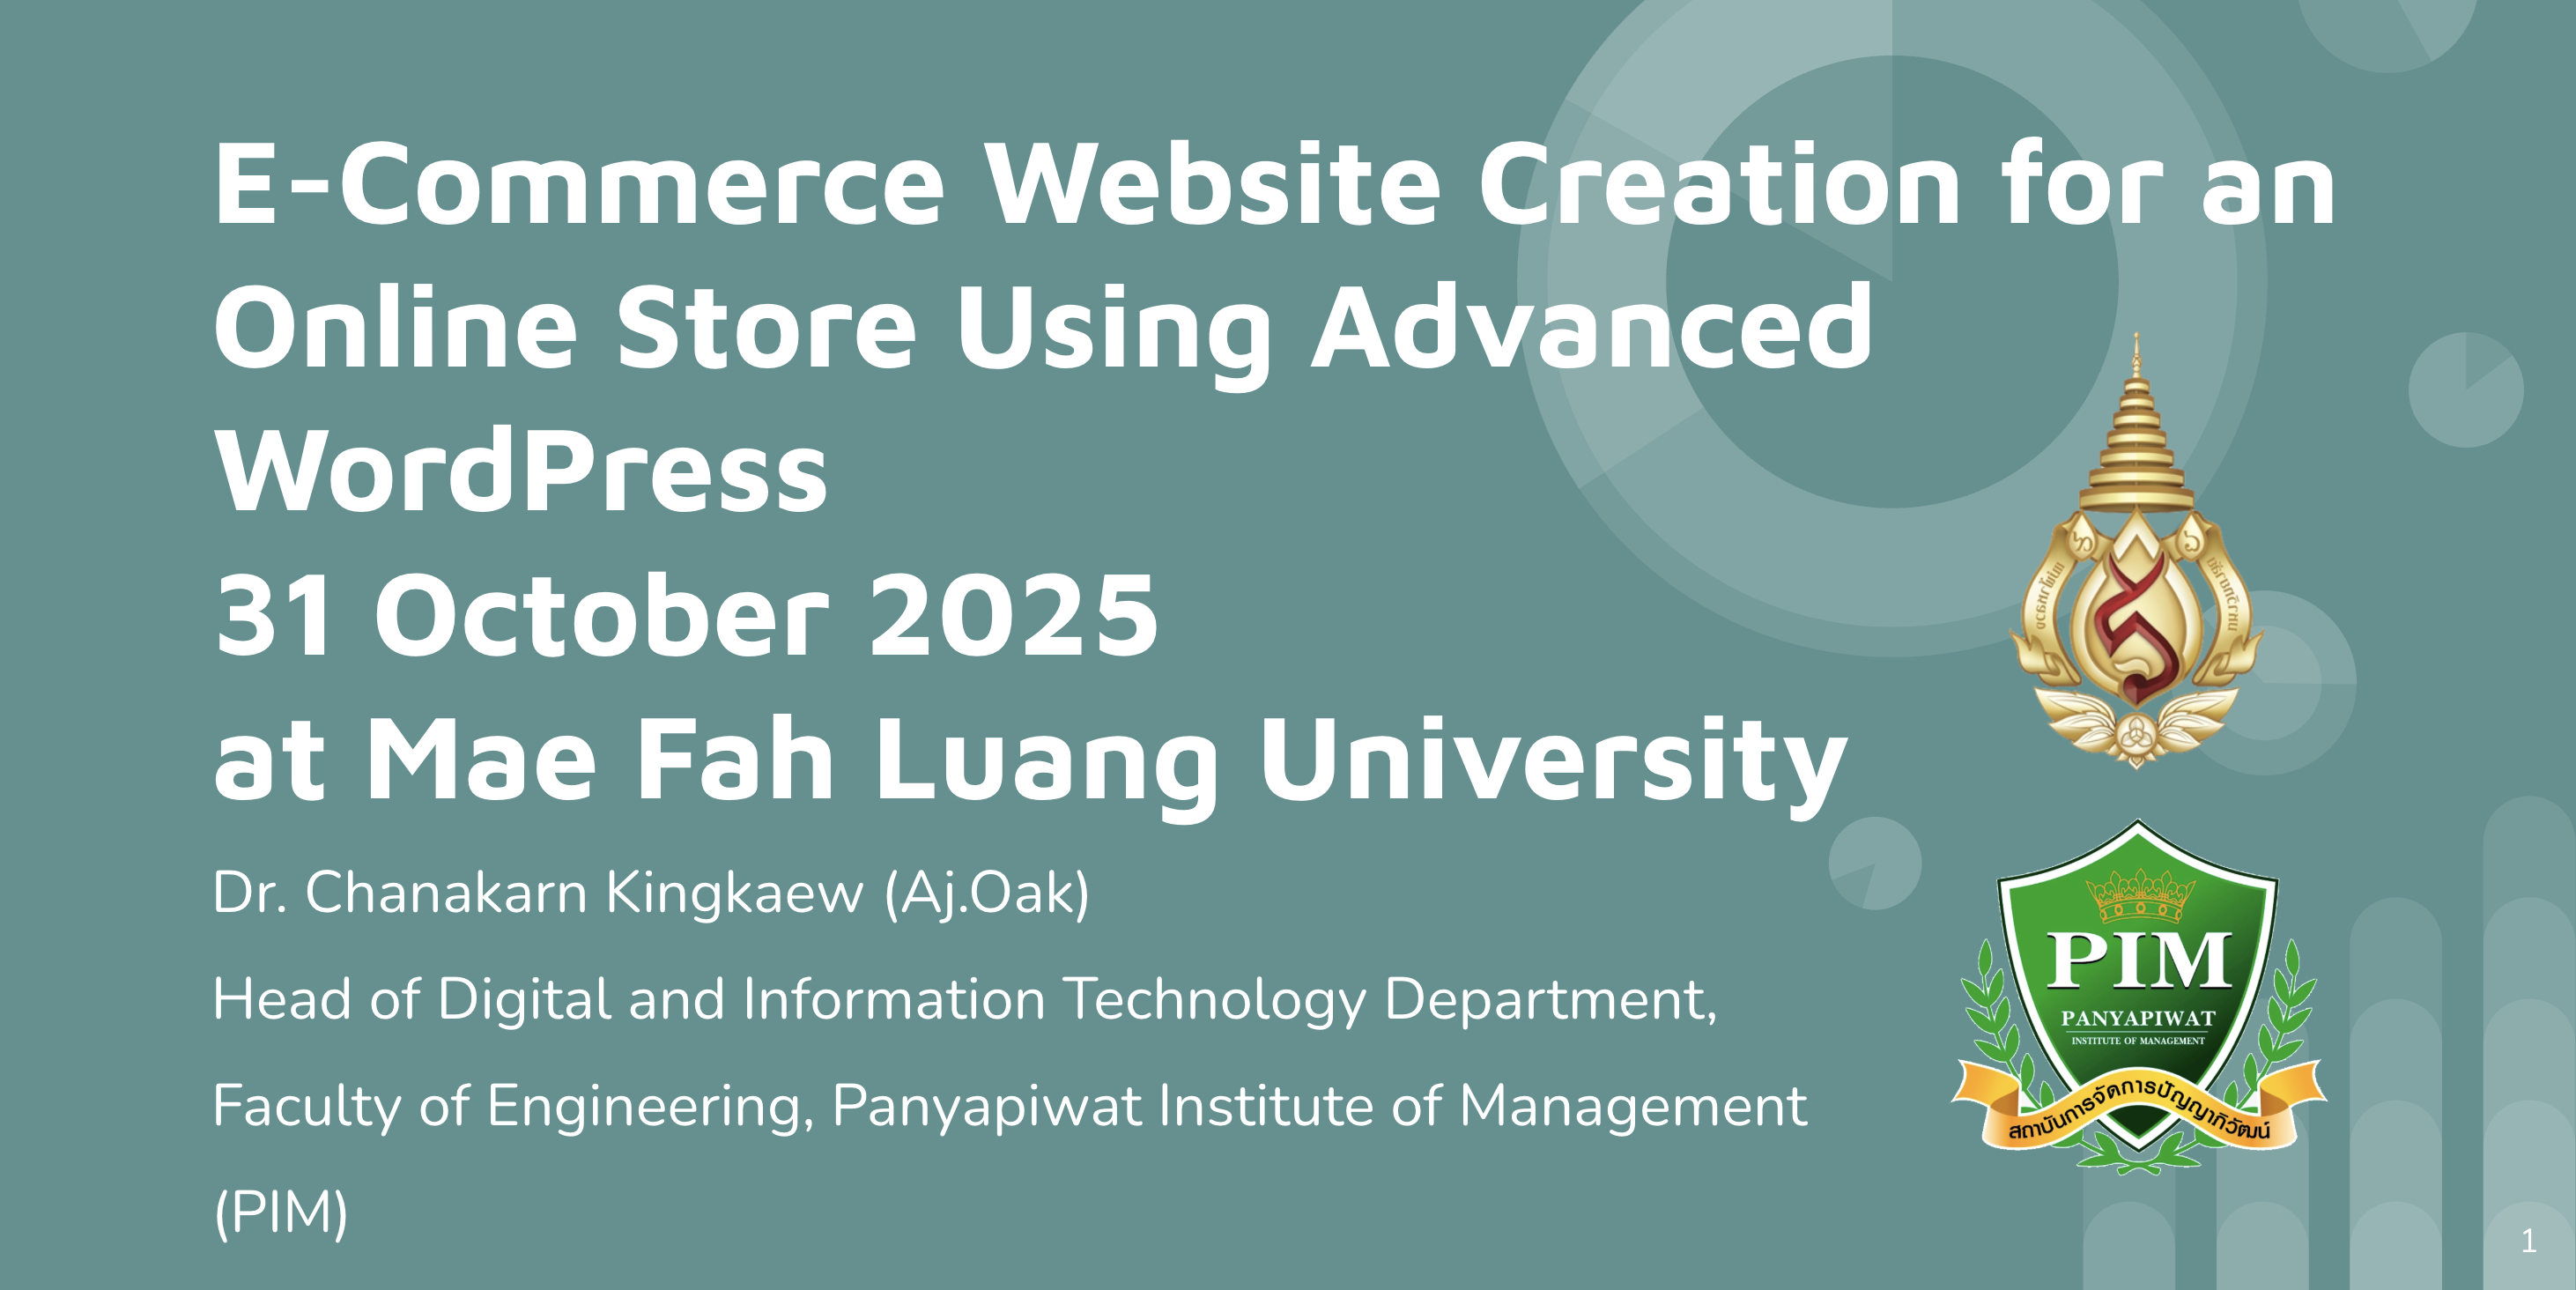 E-Commerce Website Creation for an
Online Store Using Advanced
WordPress
31 October 2025
at Mae Fah Luang University
Dr. Chanakarn Kingkaew (Aj.Oak)
Head of Digital and Information Technology Department,
Faculty of Engineering, Panyapiwat Institute of Management
(PIM)
PIM
PANYAPIWAT
INSTITUTE OF MANAGEMENT
สถาบันการจัดการปัญญาภิวัฒน์
1